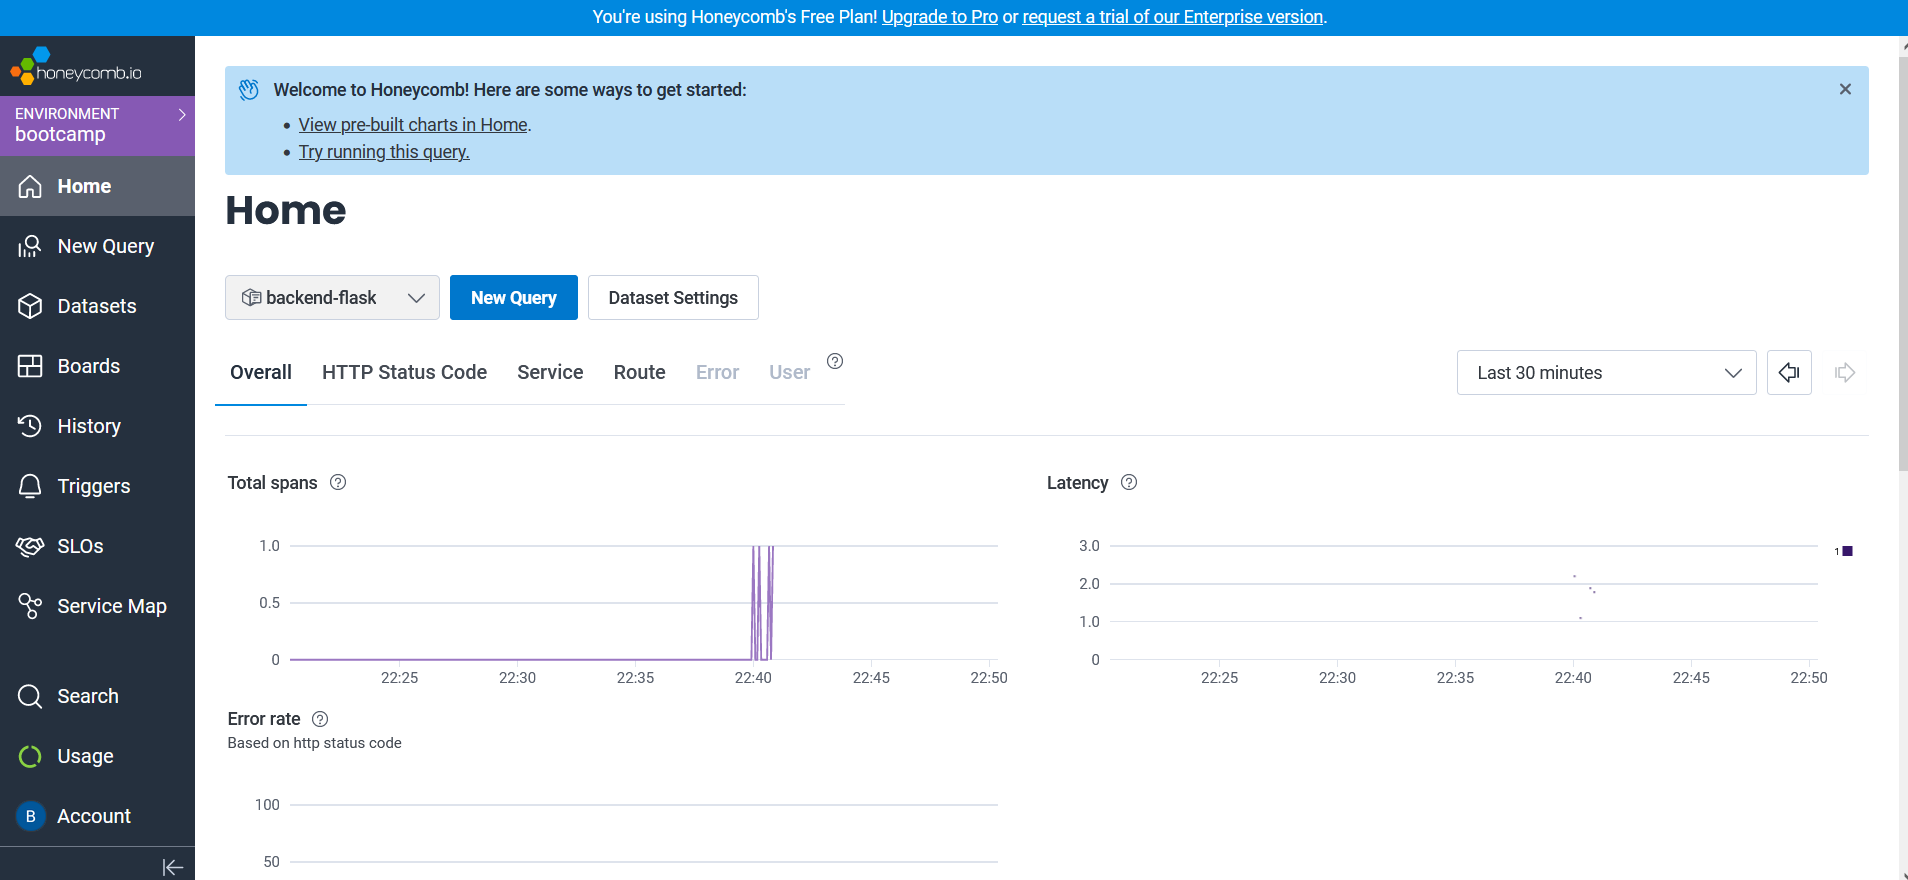 You're using Honeycomb's Free Plan! Upgrade to Pro or request a trial of our Enterprise version.
honeycomb.io
ENVIRONMENT
bootcamp
Home
New Query
Datasets
Boards
History
Triggers
SLOs
Service Map
Search
Usage
B Account
Welcome to Honeycomb! Here are some ways to get started:
• View pre-built charts in Home.
• Try running this query.
Home
backend-flask New Query Dataset Settings
Overall HTTP Status Code Service Route Error User ?
Last 30 minutes
Total spans ?
1.0
0.5
0
22:25 22:30 22:35 22:40 22:45 22:50
Latency ?
3.0
2.0
1.0
0
22:25 22:30 22:35 22:40 22:45 22:50
1
Error rate ?
Based on http status code
100
50